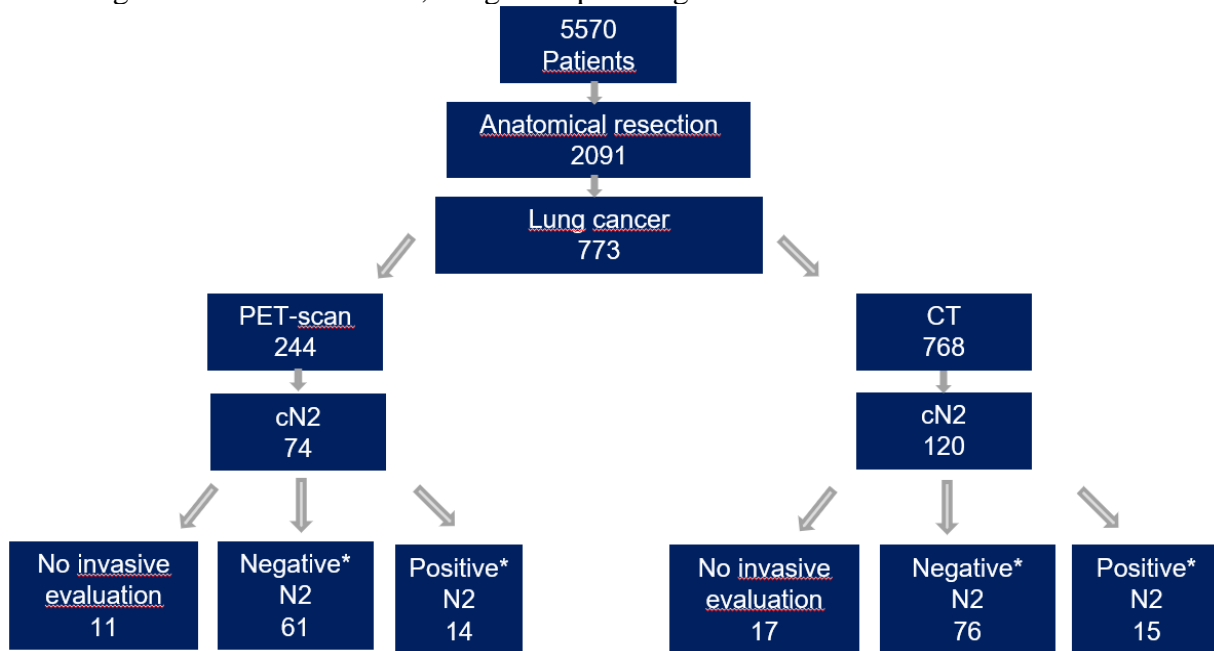 5570
Patients
Anatomical resection
2091
Lung cancer
773
PET-scan
244
CT
768
cN2
74
cN2
120
No invasive
evaluation
11
Negative*
N2
61
Positive*
N2
14
No invasive
evaluation
17
Negative*
N2
76
Positive*
N2
15